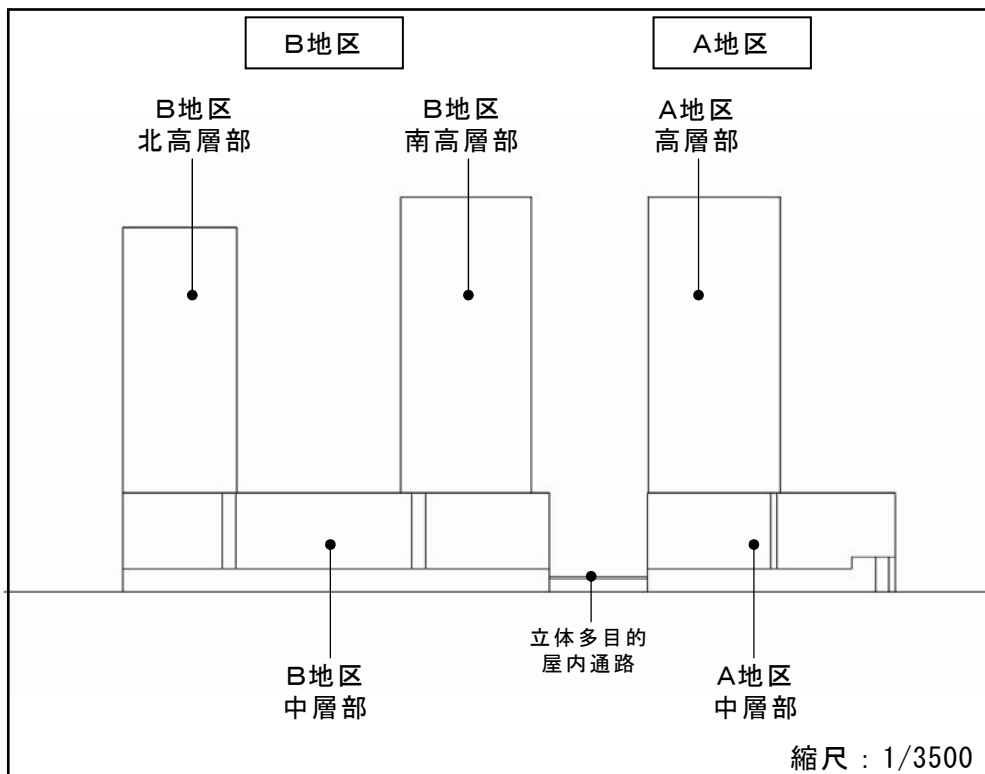 B地区
A地区
B地区
北高層部
B地区
南高層部
A地区
高層部
立体多目的
屋内通路
B地区
中層部
A地区
中層部
縮尺：1/3500